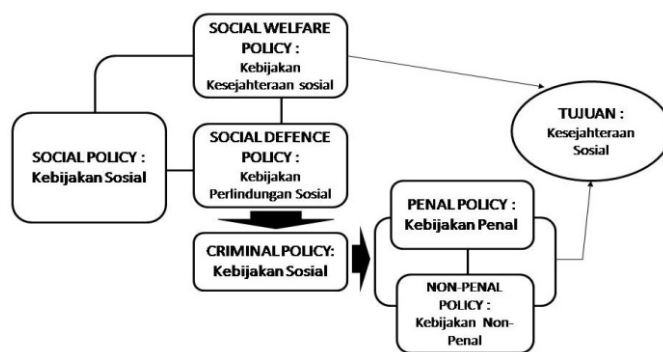 SOCIAL WELFARE
POLICY :
Kebijakan
Kesejahteraan sosial
SOCIAL POLICY :
Kebijakan Sosial
SOCIAL DEFENCE
POLICY :
Kebijakan
Perlindungan Sosial
CRIMINAL POLICY:
Kebijakan Sosial
PENAL POLICY :
Kebijakan Penal
NON-PENAL
POLICY :
Kebijakan Non-
Penal
TUJUAN :
Kesejahteraan
Sosial